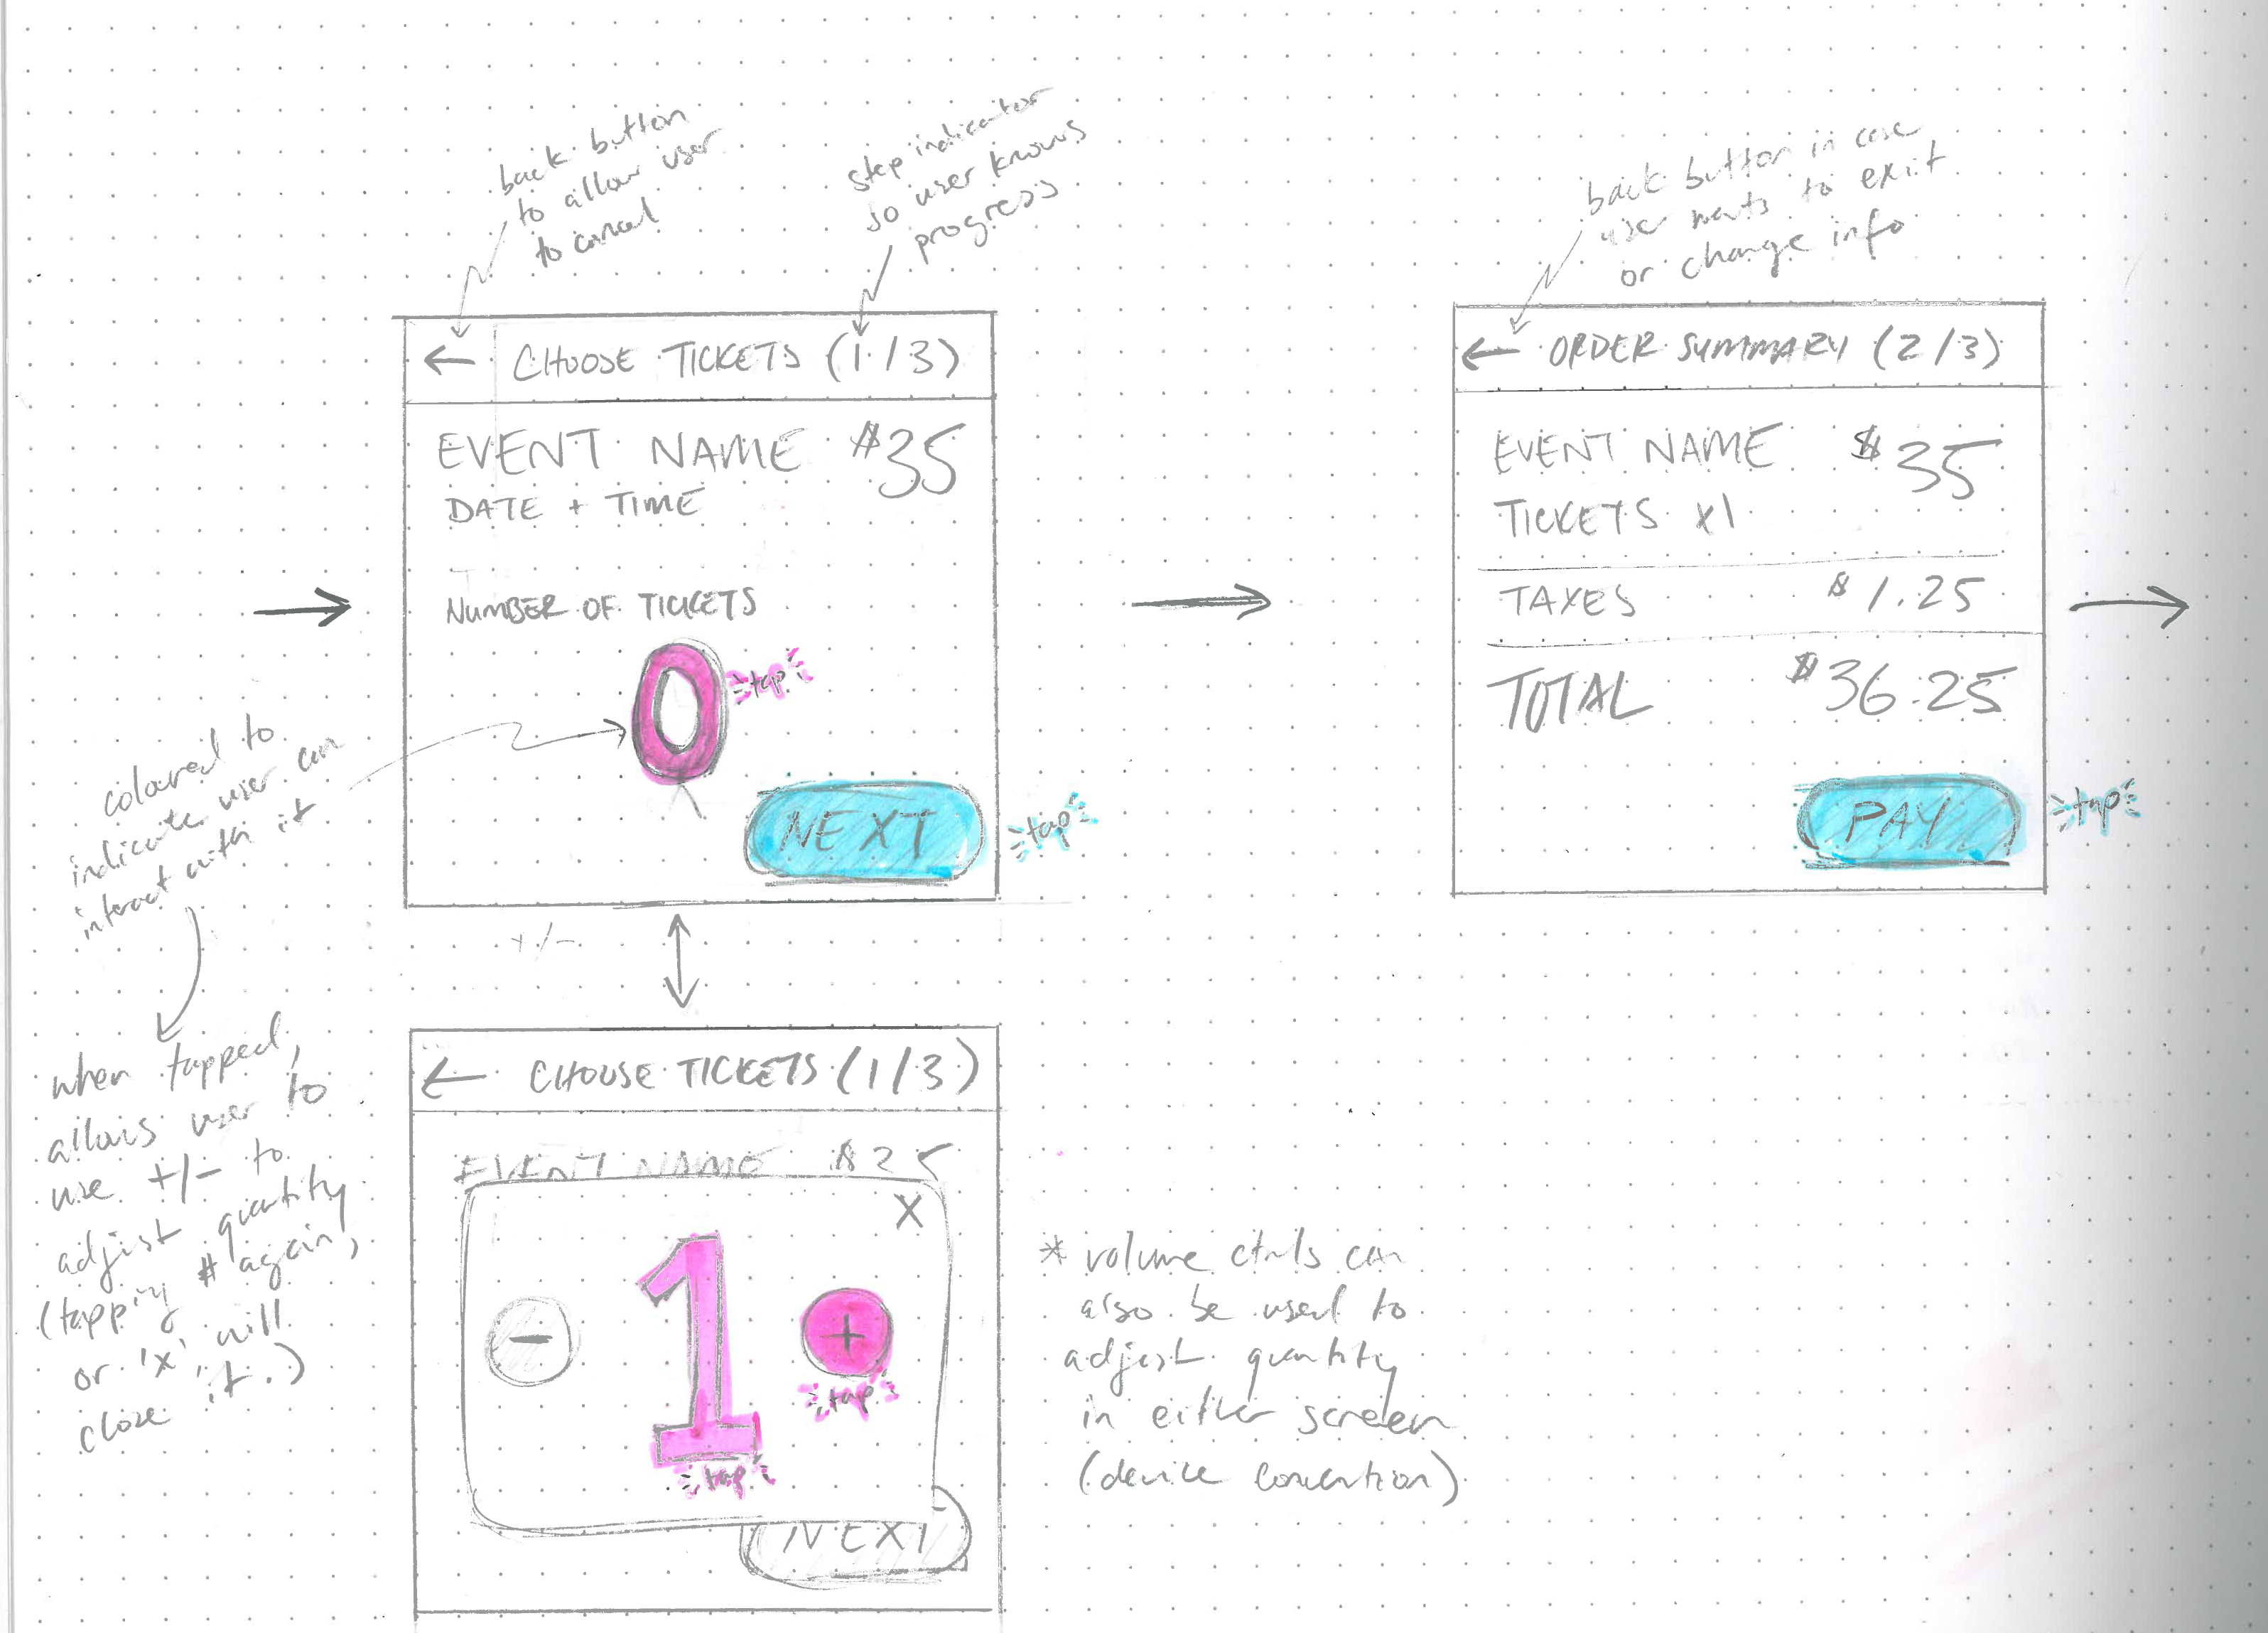 back button
to allow user
to cancel
step indicator
so user knows
progress
back button in case
user wants to exit
or change info
← CHOOSE TICKETS (1/3)
EVENT NAME $35
DATE + TIME
NUMBER OF TICKETS
0
tap
NEXT
tap
← ORDER SUMMARY (2/3)
EVENT NAME $35
TICKETS x1
TAXES $1.25
TOTAL $36.25
PAY
tap
coloured to
indicate user can
interact with it
when tapped,
allows user to
use +/- to
adjust quantity
(tapping # again,
or 'x', will
close it.)
+/-
← CHOOSE TICKETS (1/3)
EVENT NAME $25
X
- 1 +
tap
tap
NEXT
* volume ctrls can
also be used to
adjust quantity
in either screen
(device convention)